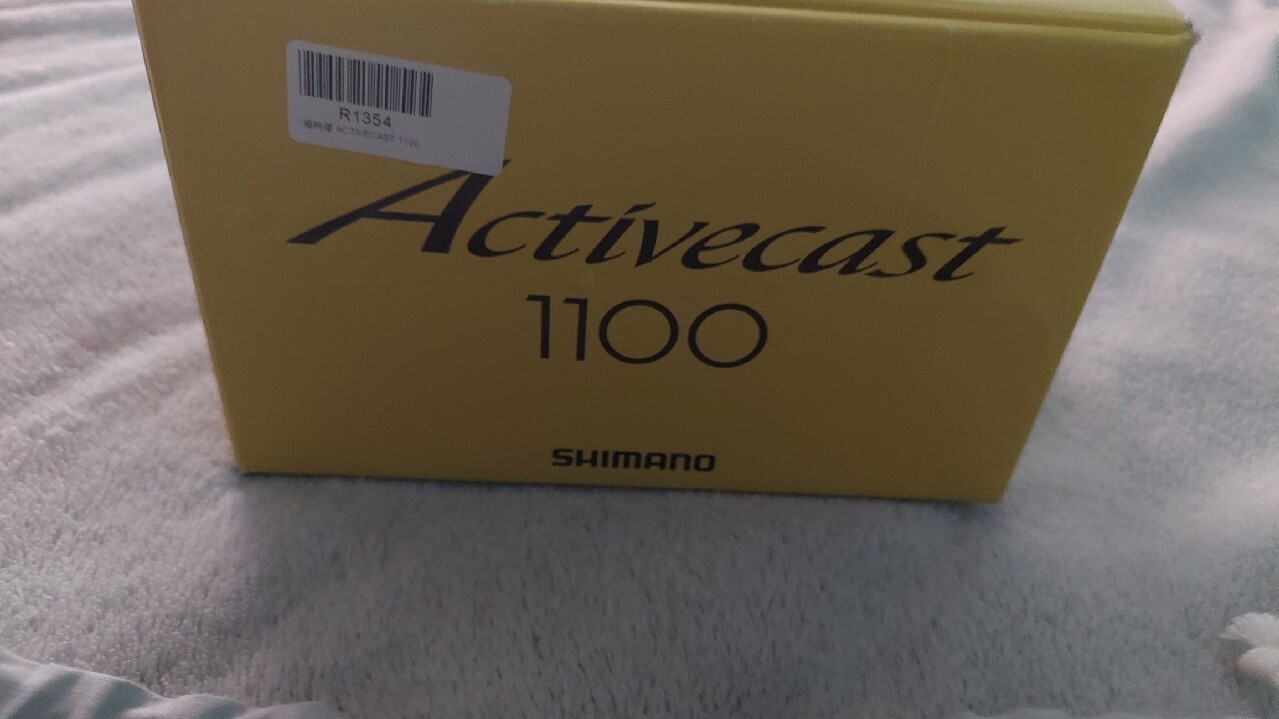 R1354
ACTIVECAST 1100
Activecast
1100
SHIMANO